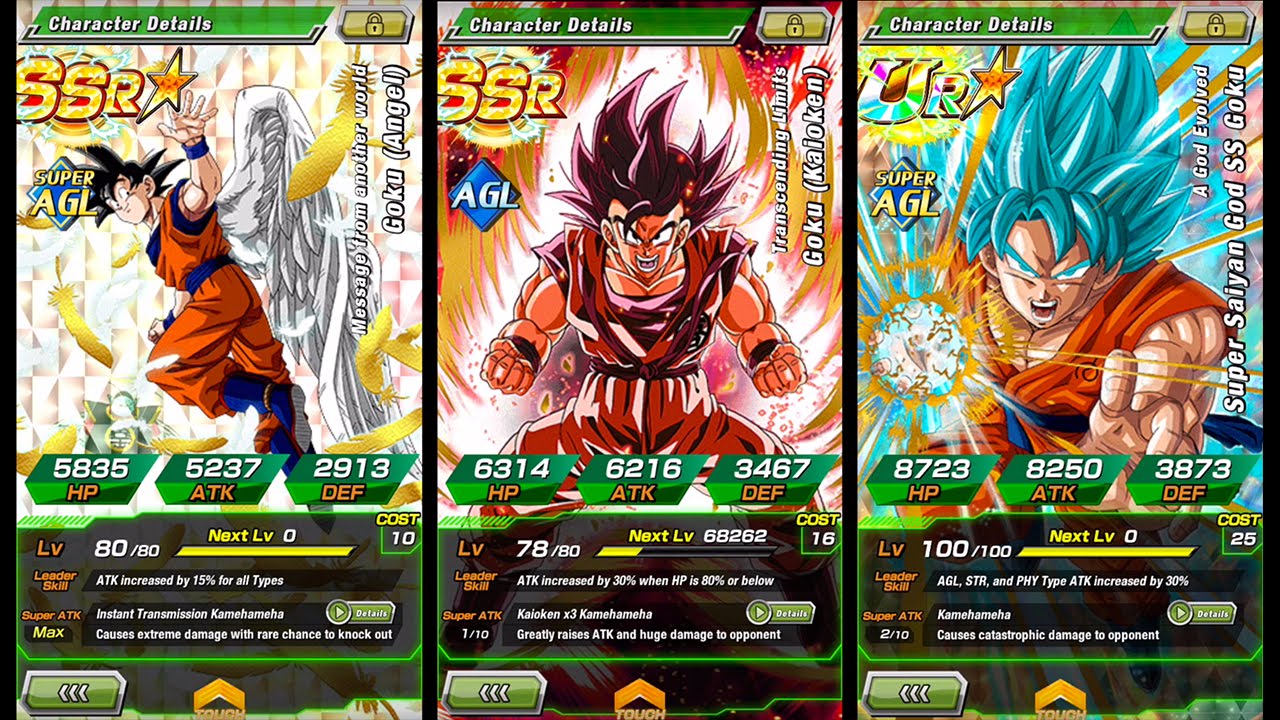 Character Details
SSR
SUPER
AGL
Message from another world
Goku (Angel)
5835
HP
5237
ATK
2913
DEF
COST
10
Lv 80/80
Next Lv 0
Leader Skill
ATK increased by 15% for all Types
Super ATK
Max
Instant Transmission Kamehameha
Details
Causes extreme damage with rare chance to knock out
TOUCH
Character Details
SSR
AGL
Transcending Limits
Goku (Kaioken)
6314
HP
6216
ATK
3467
DEF
COST
16
Lv 78/80
Next Lv 68262
Leader Skill
ATK increased by 30% when HP is 80% or below
Super ATK
1/10
Kaioken x3 Kamehameha
Details
Greatly raises ATK and huge damage to opponent
TOUCH
Character Details
UR
SUPER
AGL
A God Evolved
Super Saiyan God SS Goku
8723
HP
8250
ATK
3873
DEF
COST
25
Lv 100/100
Next Lv 0
Leader Skill
AGL, STR, and PHY Type ATK increased by 30%
Super ATK
2/10
Kamehameha
Details
Causes catastrophic damage to opponent
TOUCH